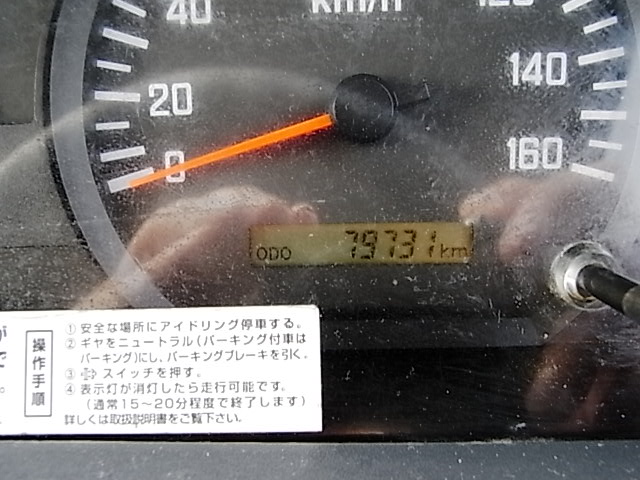 40
km/h
120
20
140
0
160
ODO 79731 km
操作手順
①安全な場所にアイドリング停車する。
②ギヤをニュートラル(パーキング付車は
パーキング)にし、パーキングブレーキを引く。
③ スイッチを押す。
④表示灯が消灯したら走行可能です。
(通常15〜20分程度で終了します)
詳しくは取扱説明書をご覧下さい。
が
で
。